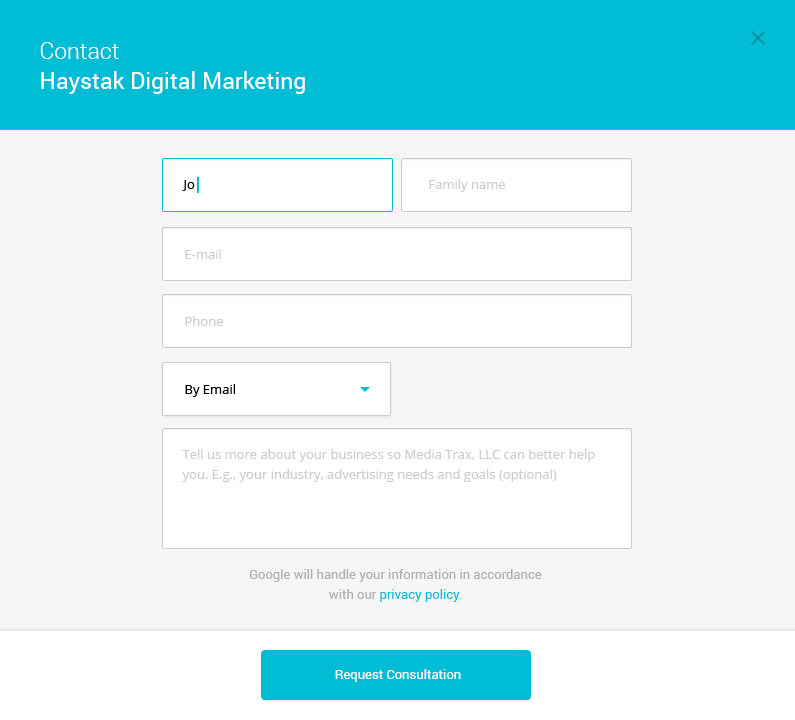 Contact
Haystak Digital Marketing
Jo
Family name
E-mail
Phone
By Email
Tell us more about your business so Media Trax, LLC can better help
you. E.g., your industry, advertising needs and goals (optional)
Google will handle your information in accordance
with our privacy policy.
Request Consultation